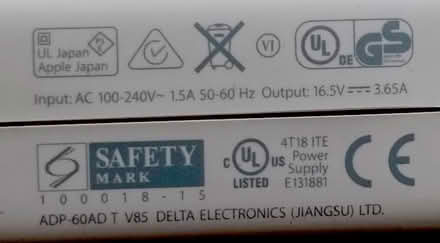 UL Japan
Apple Japan
VI
UL DE GS
Input: AC 100-240V~ 1.5A 50-60 Hz Output: 16.5V⎓ 3.65A
SAFETY
MARK
100018-15
C UL US
LISTED
4T18 ITE
Power
Supply
E131881
CE
ADP-60AD T V85 DELTA ELECTRONICS (JIANGSU) LTD.